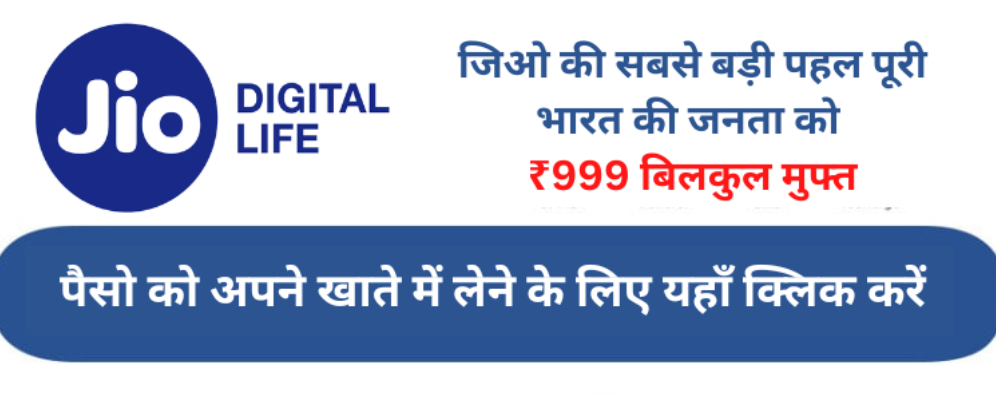 Jio
DIGITAL
LIFE
जिओ की सबसे बड़ी पहल पूरी
भारत की जनता को
₹999 बिलकुल मुफ्त
पैसो को अपने खाते में लेने के लिए यहाँ क्लिक करें